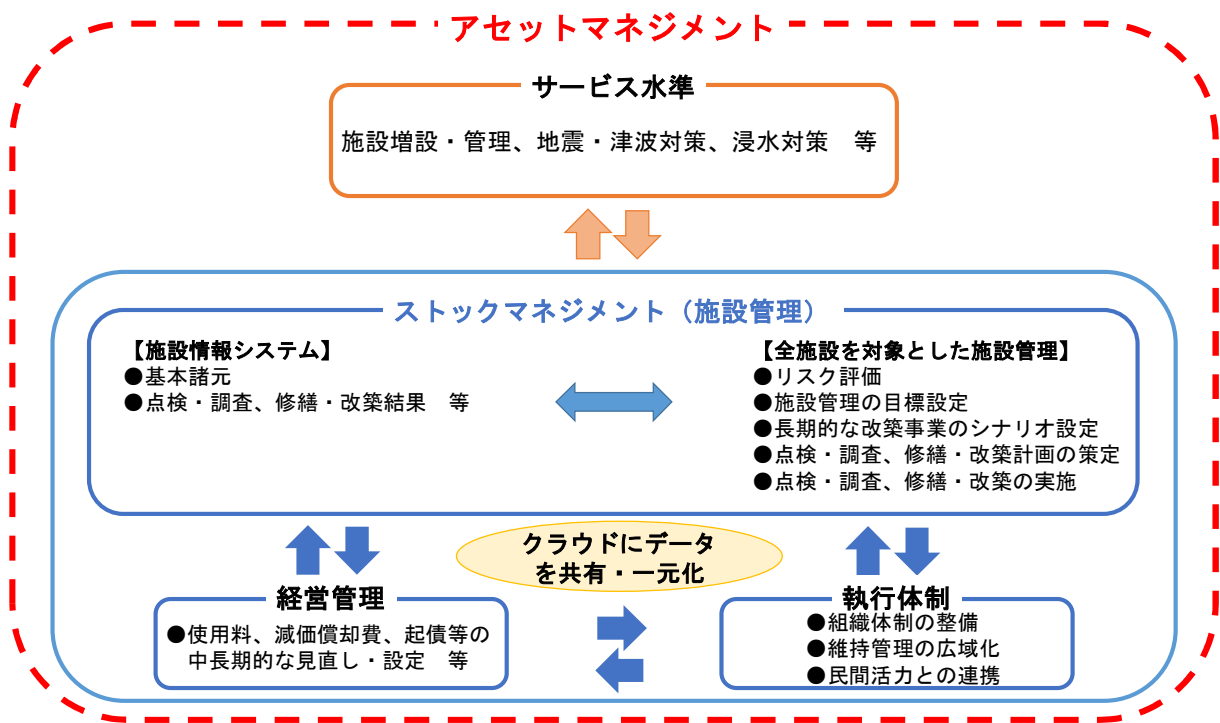 アセットマネジメント
サービス水準
施設増設・管理、地震・津波対策、浸水対策　等
ストックマネジメント（施設管理）
【施設情報システム】
●基本諸元
●点検・調査、修繕・改築結果　等
【全施設を対象とした施設管理】
●リスク評価
●施設管理の目標設定
●長期的な改築事業のシナリオ設定
●点検・調査、修繕・改築計画の策定
●点検・調査、修繕・改築の実施
クラウドにデータ
を共有・一元化
経営管理
●使用料、減価償却費、起債等の
中長期的な見直し・設定　等
執行体制
●組織体制の整備
●維持管理の広域化
●民間活力との連携